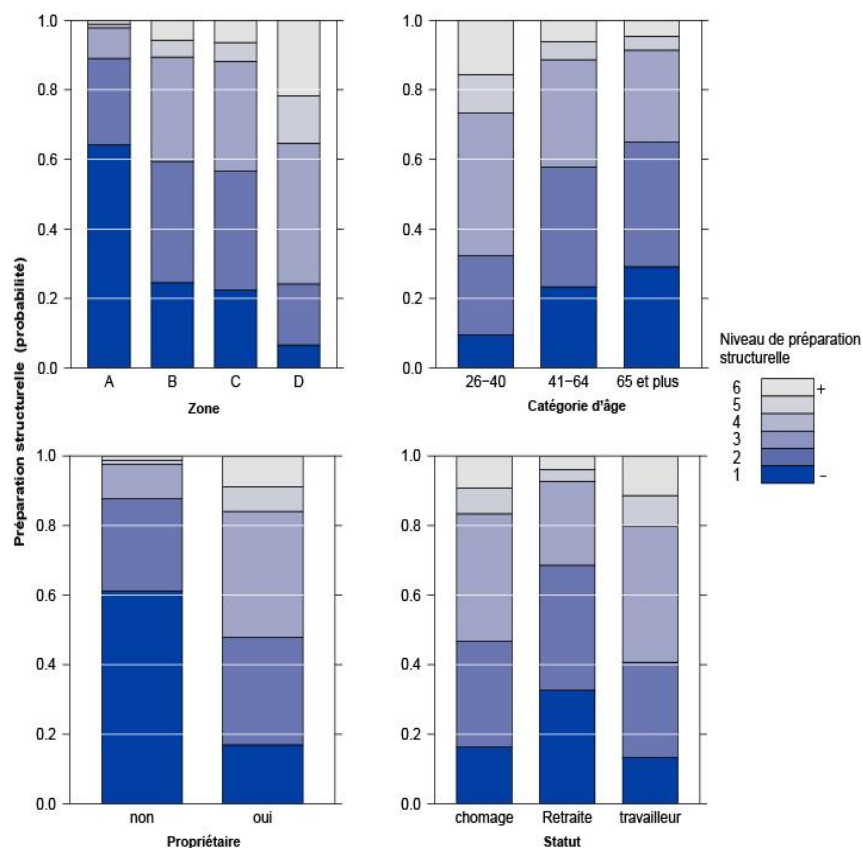 Préparation structurelle (probabilité)
1.0
0.8
0.6
0.4
0.2
0.0
A B C D
Zone
1.0
0.8
0.6
0.4
0.2
0.0
26–40 41–64 65 et plus
Catégorie d'âge
Niveau de préparation
structurelle
6 +
5
4
3
2
1 –
1.0
0.8
0.6
0.4
0.2
0.0
non oui
Propriétaire
1.0
0.8
0.6
0.4
0.2
0.0
chomage Retraite travailleur
Statut